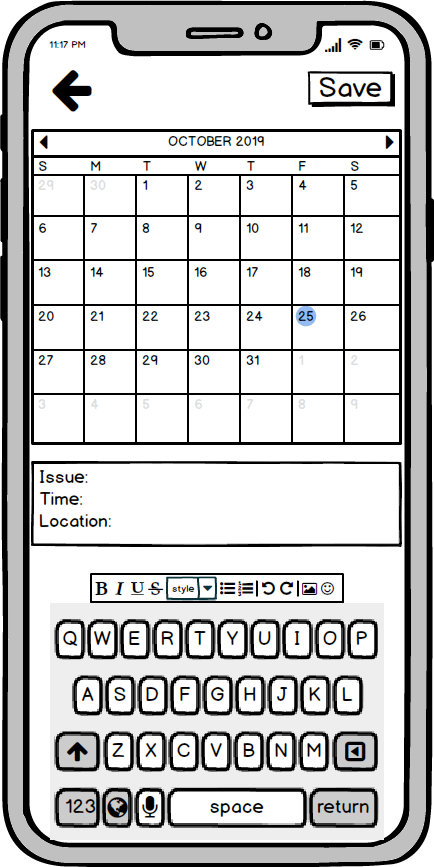 11:17 PM
Save
OCTOBER 2019
S M T W T F S
29 30 1 2 3 4 5
6 7 8 9 10 11 12
13 14 15 16 17 18 19
20 21 22 23 24 25 26
27 28 29 30 31 1 2
3 4 5 6 7 8 9
Issue:
Time:
Location:
B I U S style
Q W E R T Y U I O P
A S D F G H J K L
Z X C V B N M
123 space return